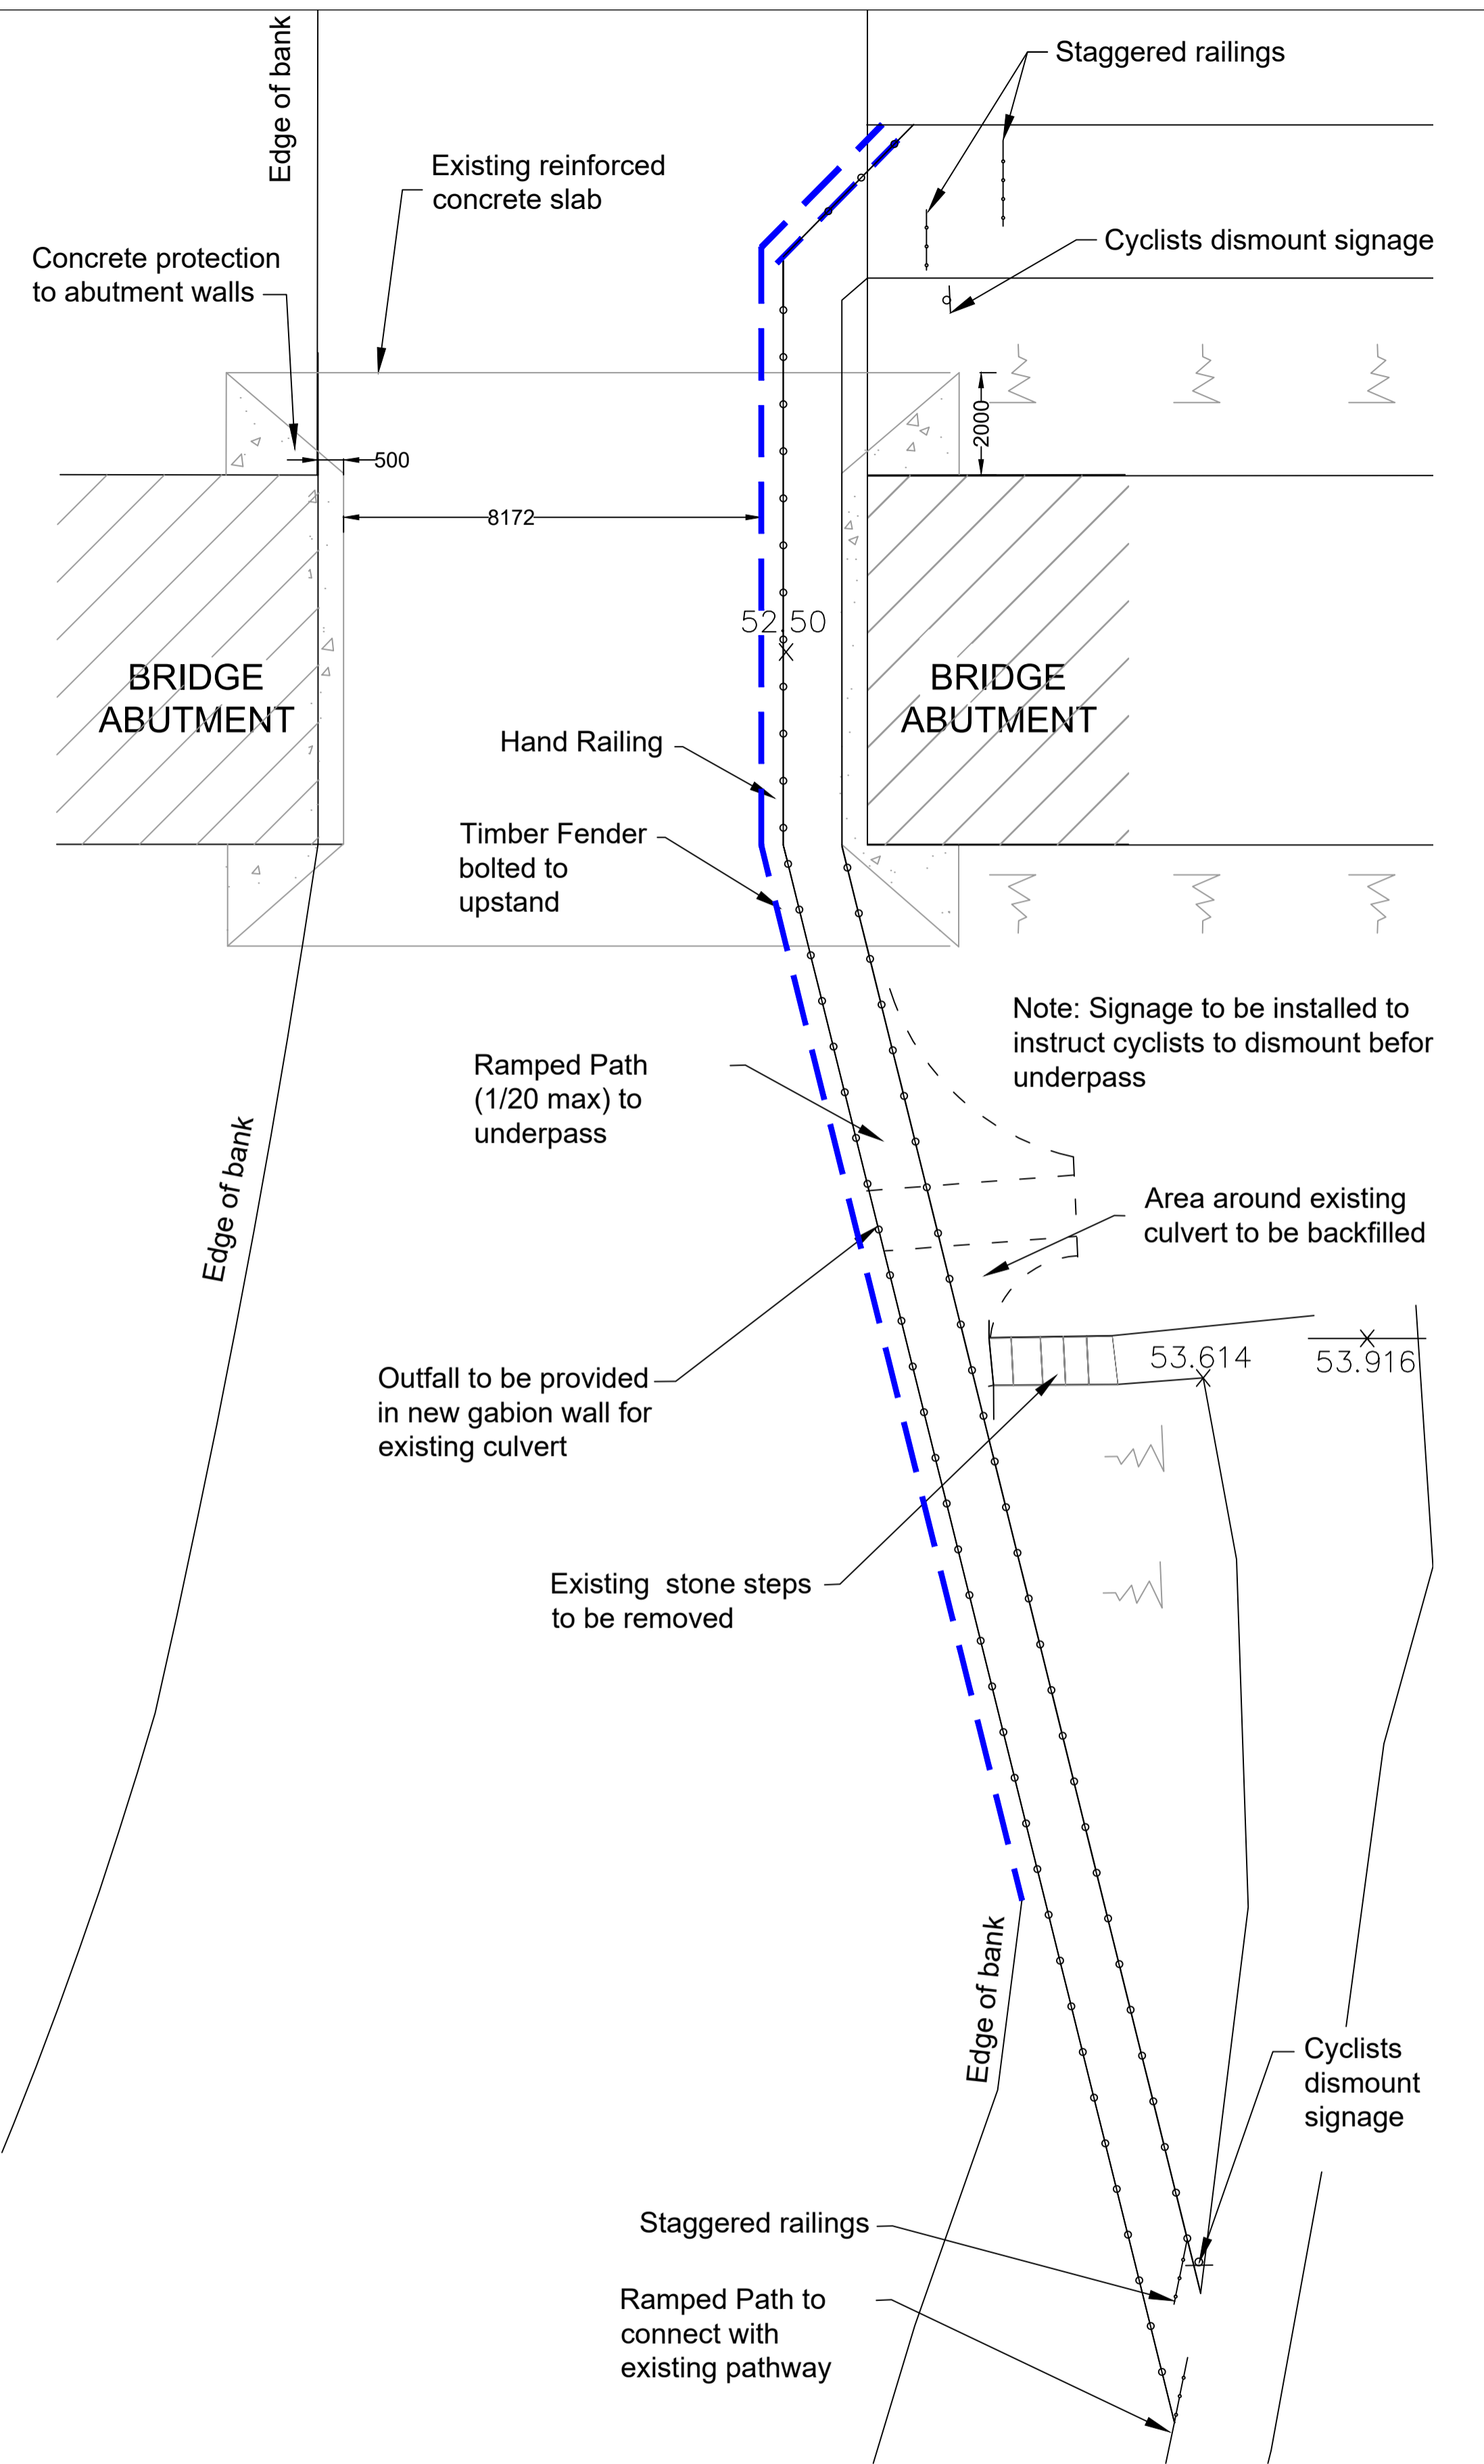 Edge of bank
Staggered railings
Existing reinforced
concrete slab
Cyclists dismount signage
Concrete protection
to abutment walls
2000
500
8172
52.50
BRIDGE
ABUTMENT
BRIDGE
ABUTMENT
Hand Railing
Timber Fender
bolted to
upstand
Note: Signage to be installed to
instruct cyclists to dismount befor
underpass
Ramped Path
(1/20 max) to
underpass
Edge of bank
Area around existing
culvert to be backfilled
53.614
53.916
Outfall to be provided
in new gabion wall for
existing culvert
Existing stone steps
to be removed
Edge of bank
Cyclists
dismount
signage
Staggered railings
Ramped Path to
connect with
existing pathway